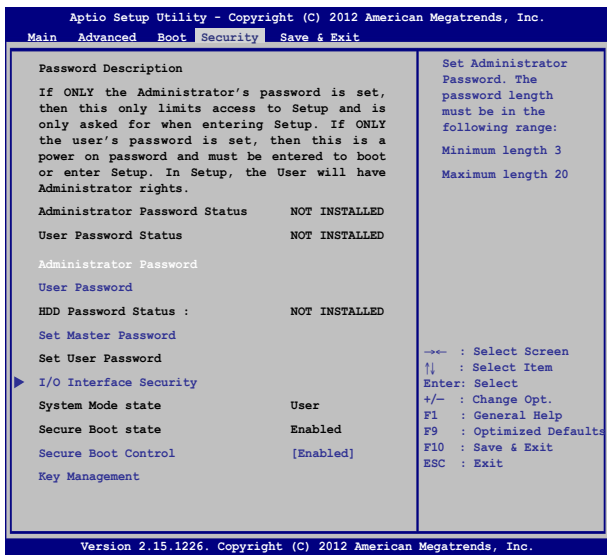 Aptio Setup Utility - Copyright (C) 2012 American Megatrends, Inc.
Main Advanced Boot Security Save & Exit
Password Description
If ONLY the Administrator's password is set,
then this only limits access to Setup and is
only asked for when entering Setup. If ONLY
the user's password is set, then this is a
power on password and must be entered to boot
or enter Setup. In Setup, the User will have
Administrator rights.
Administrator Password Status NOT INSTALLED
User Password Status NOT INSTALLED
Administrator Password
User Password
HDD Password Status : NOT INSTALLED
Set Master Password
Set User Password
I/O Interface Security
System Mode state User
Secure Boot state Enabled
Secure Boot Control [Enabled]
Key Management
Set Administrator
Password. The
password length
must be in the
following range:
Minimum length 3
Maximum length 20
→← : Select Screen
↑↓ : Select Item
Enter: Select
+/— : Change Opt.
F1 : General Help
F9 : Optimized Defaults
F10 : Save & Exit
ESC : Exit
Version 2.15.1226. Copyright (C) 2012 American Megatrends, Inc.